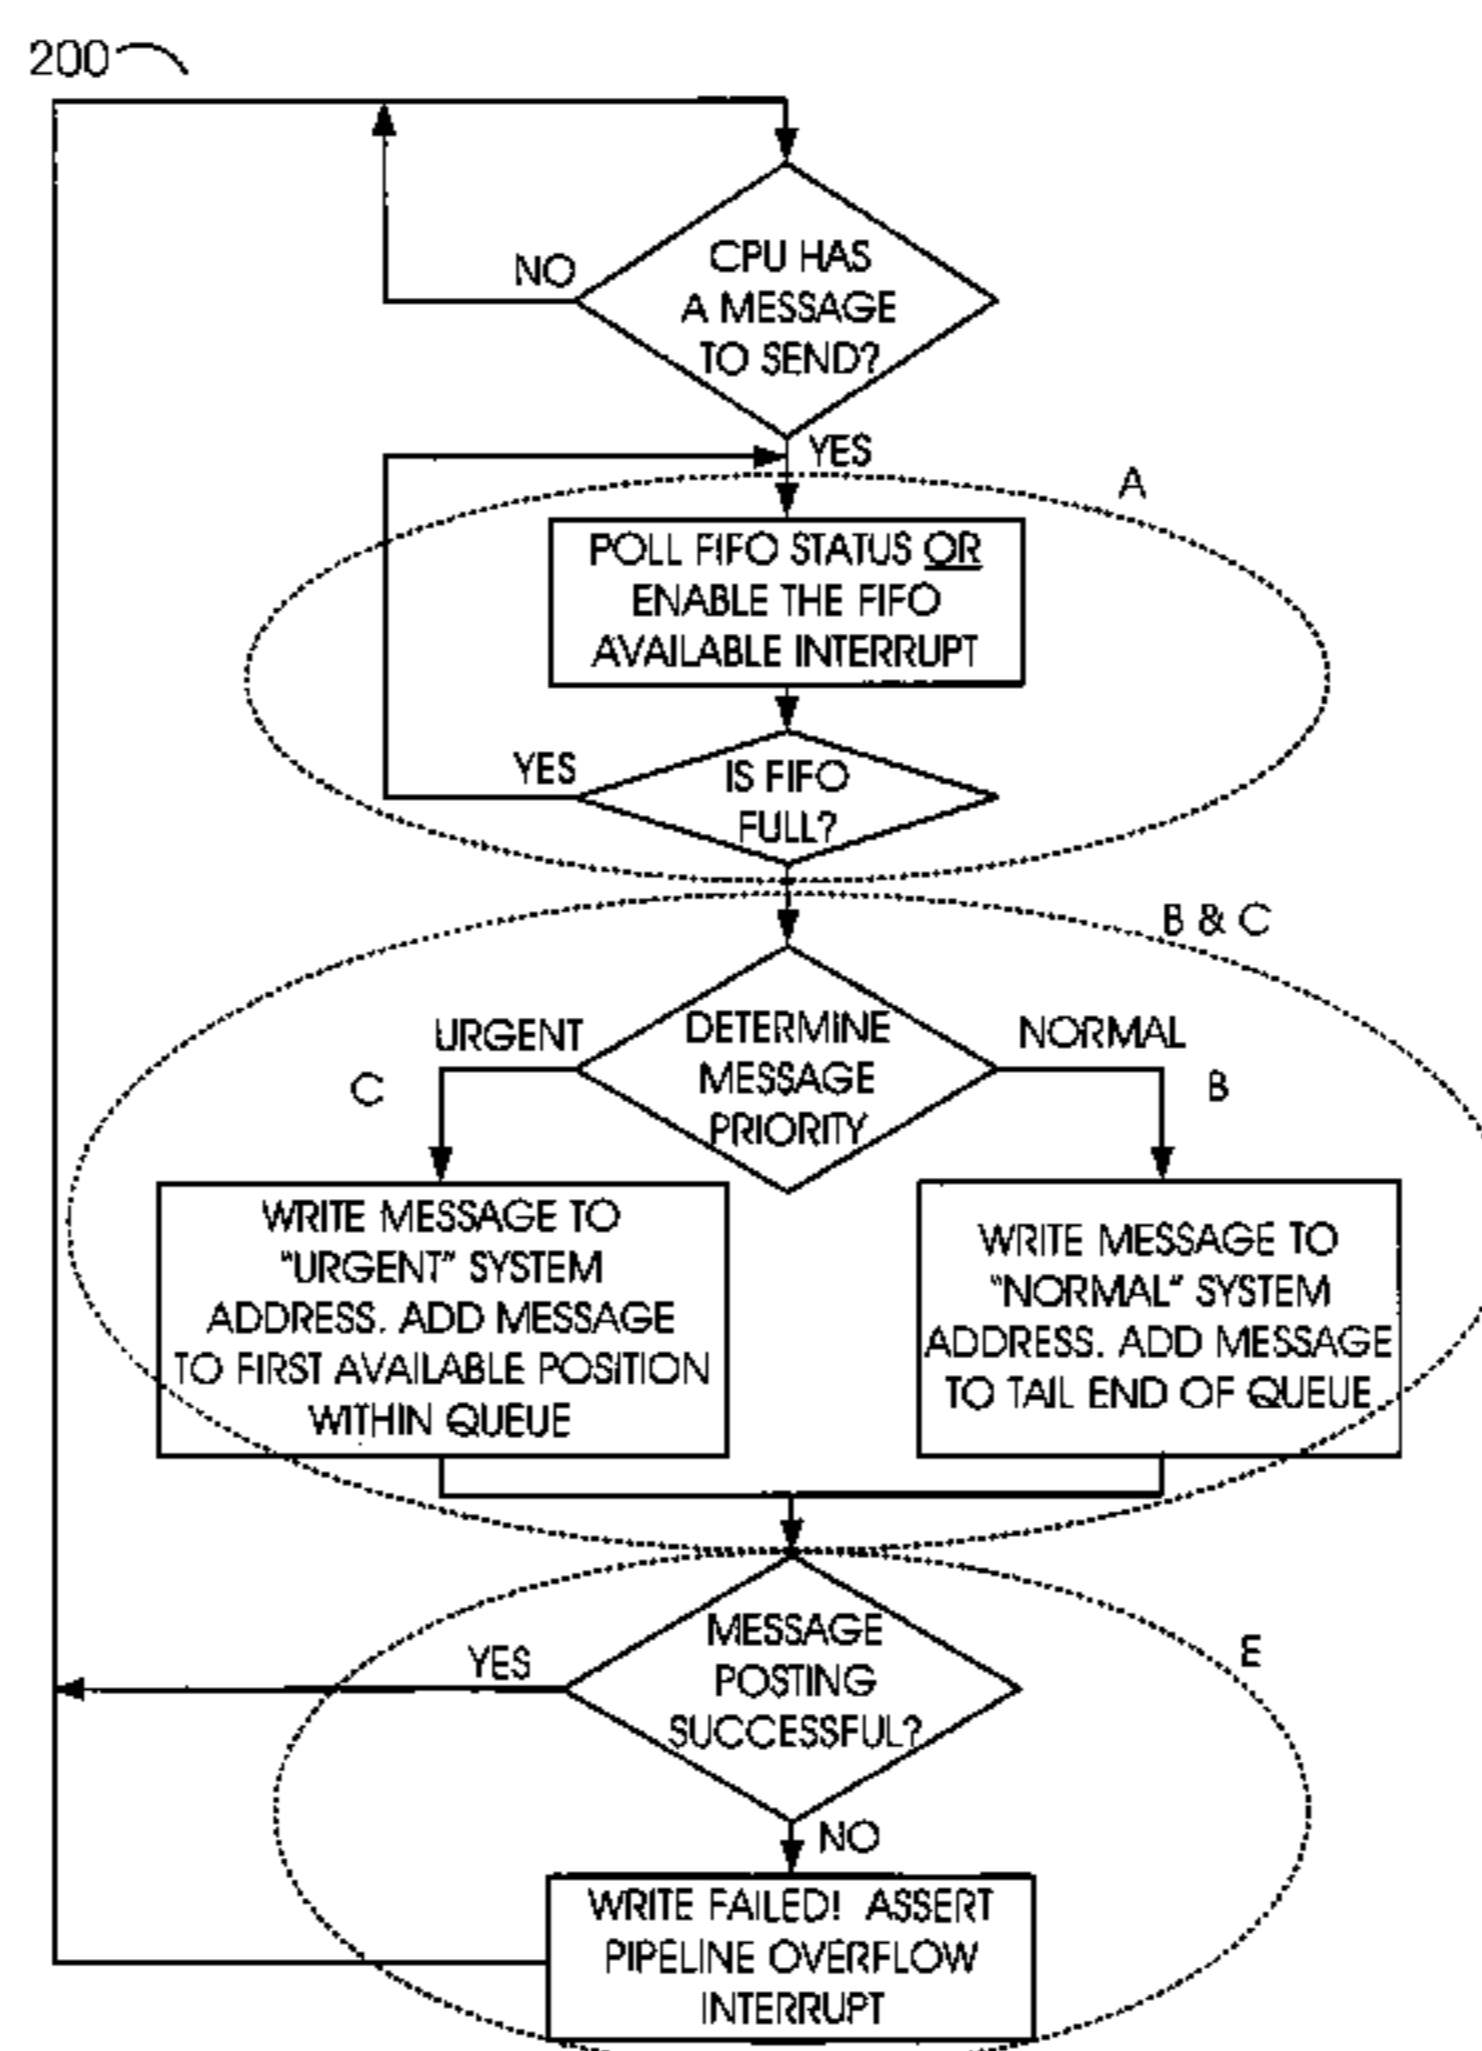 200
CPU HAS
A MESSAGE
TO SEND?
NO
YES
A
POLL FIFO STATUS OR
ENABLE THE FIFO
AVAILABLE INTERRUPT
YES
IS FIFO
FULL?
B & C
URGENT
DETERMINE
MESSAGE
PRIORITY
NORMAL
C
B
WRITE MESSAGE TO
"URGENT" SYSTEM
ADDRESS. ADD MESSAGE
TO FIRST AVAILABLE POSITION
WITHIN QUEUE
WRITE MESSAGE TO
"NORMAL" SYSTEM
ADDRESS. ADD MESSAGE
TO TAIL END OF QUEUE
YES
MESSAGE
POSTING
SUCCESSFUL?
E
NO
WRITE FAILED! ASSERT
PIPELINE OVERFLOW
INTERRUPT